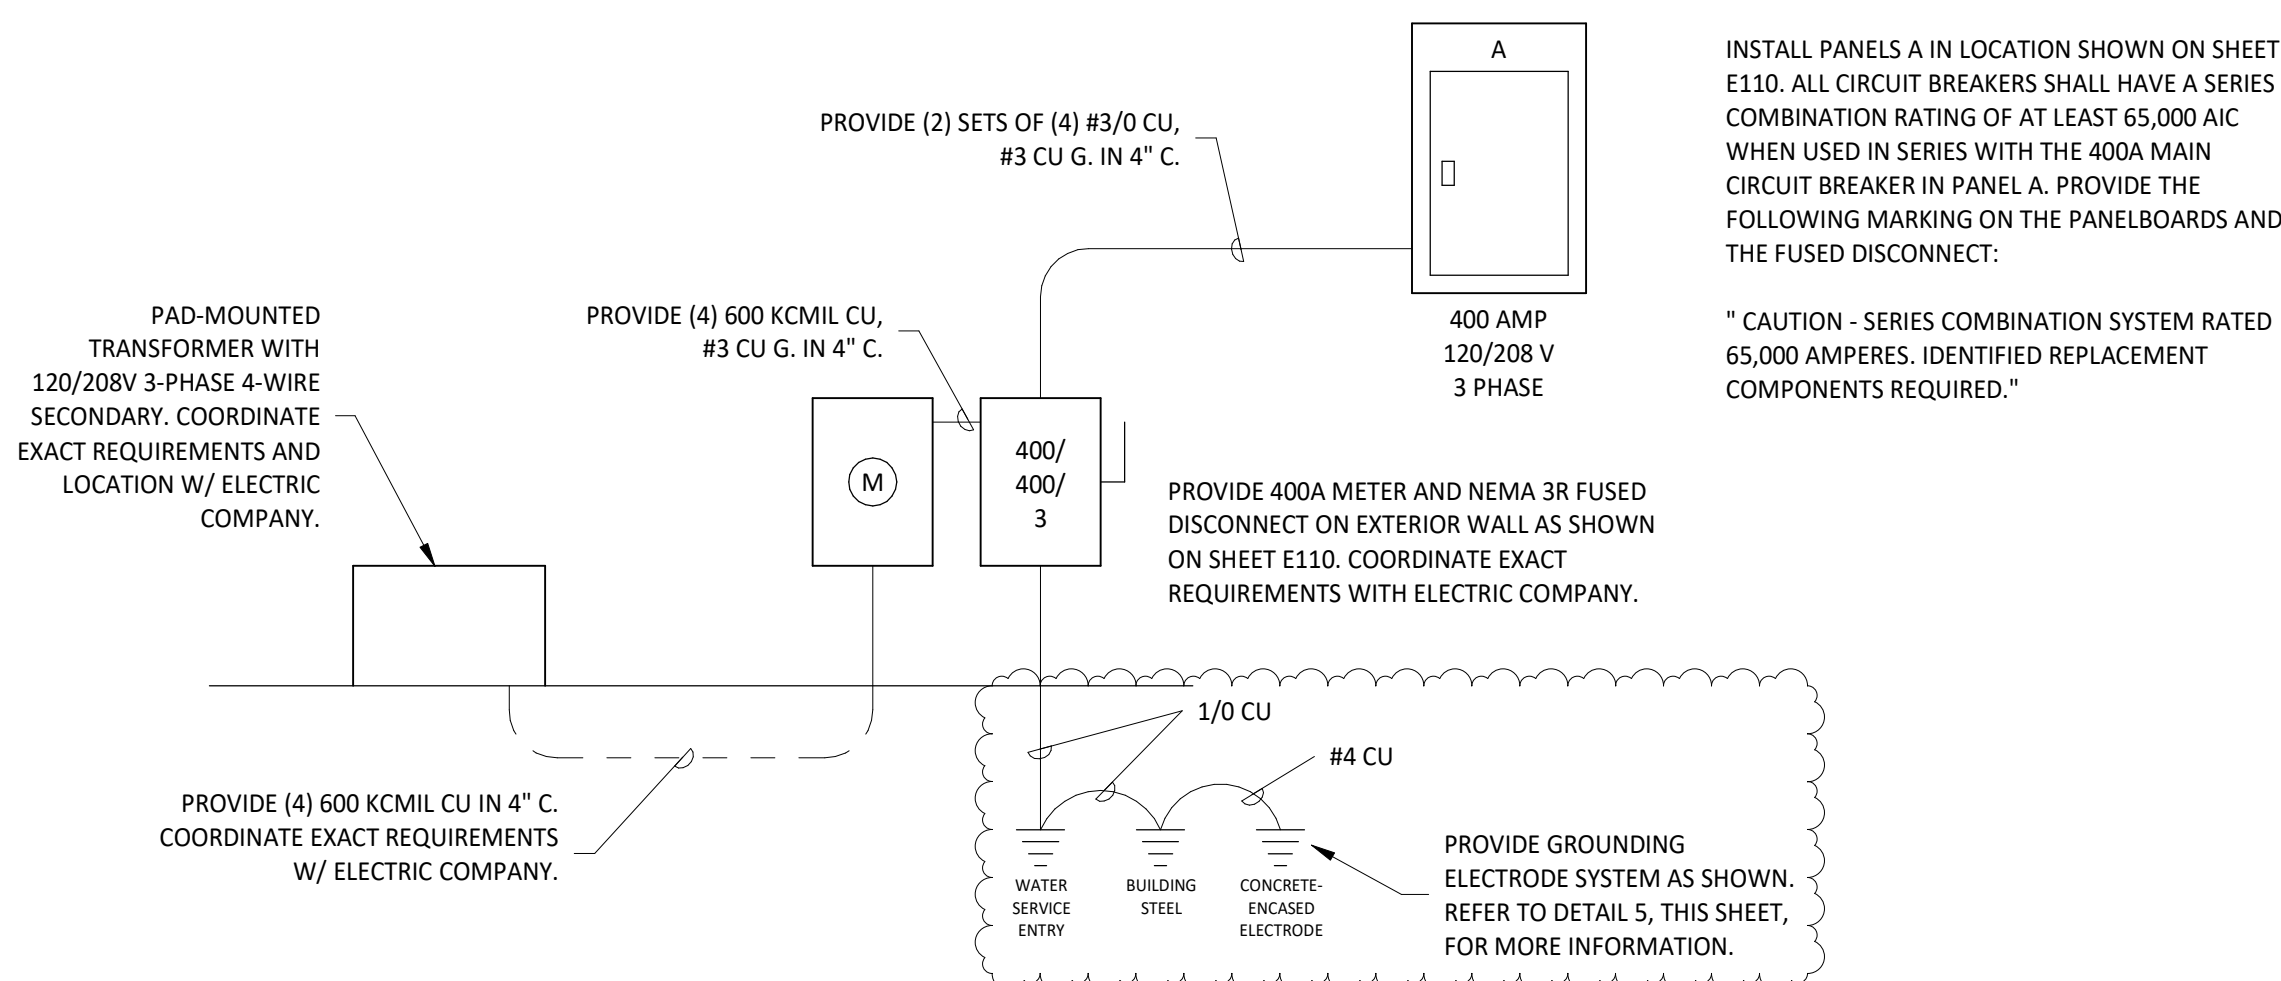 A
INSTALL PANELS A IN LOCATION SHOWN ON SHEET
E110. ALL CIRCUIT BREAKERS SHALL HAVE A SERIES
COMBINATION RATING OF AT LEAST 65,000 AIC
WHEN USED IN SERIES WITH THE 400A MAIN
CIRCUIT BREAKER IN PANEL A. PROVIDE THE
FOLLOWING MARKING ON THE PANELBOARDS AND
THE FUSED DISCONNECT:
" CAUTION - SERIES COMBINATION SYSTEM RATED
65,000 AMPERES. IDENTIFIED REPLACEMENT
COMPONENTS REQUIRED."
PROVIDE (2) SETS OF (4) #3/0 CU,
#3 CU G. IN 4" C.
400 AMP
120/208 V
3 PHASE
PAD-MOUNTED
TRANSFORMER WITH
120/208V 3-PHASE 4-WIRE
SECONDARY. COORDINATE
EXACT REQUIREMENTS AND
LOCATION W/ ELECTRIC
COMPANY.
PROVIDE (4) 600 KCMIL CU,
#3 CU G. IN 4" C.
M
400/
400/
3
PROVIDE 400A METER AND NEMA 3R FUSED
DISCONNECT ON EXTERIOR WALL AS SHOWN
ON SHEET E110. COORDINATE EXACT
REQUIREMENTS WITH ELECTRIC COMPANY.
1/0 CU
#4 CU
PROVIDE (4) 600 KCMIL CU IN 4" C.
COORDINATE EXACT REQUIREMENTS
W/ ELECTRIC COMPANY.
WATER
SERVICE
ENTRY
BUILDING
STEEL
CONCRETE-
ENCASED
ELECTRODE
PROVIDE GROUNDING
ELECTRODE SYSTEM AS SHOWN.
REFER TO DETAIL 5, THIS SHEET,
FOR MORE INFORMATION.